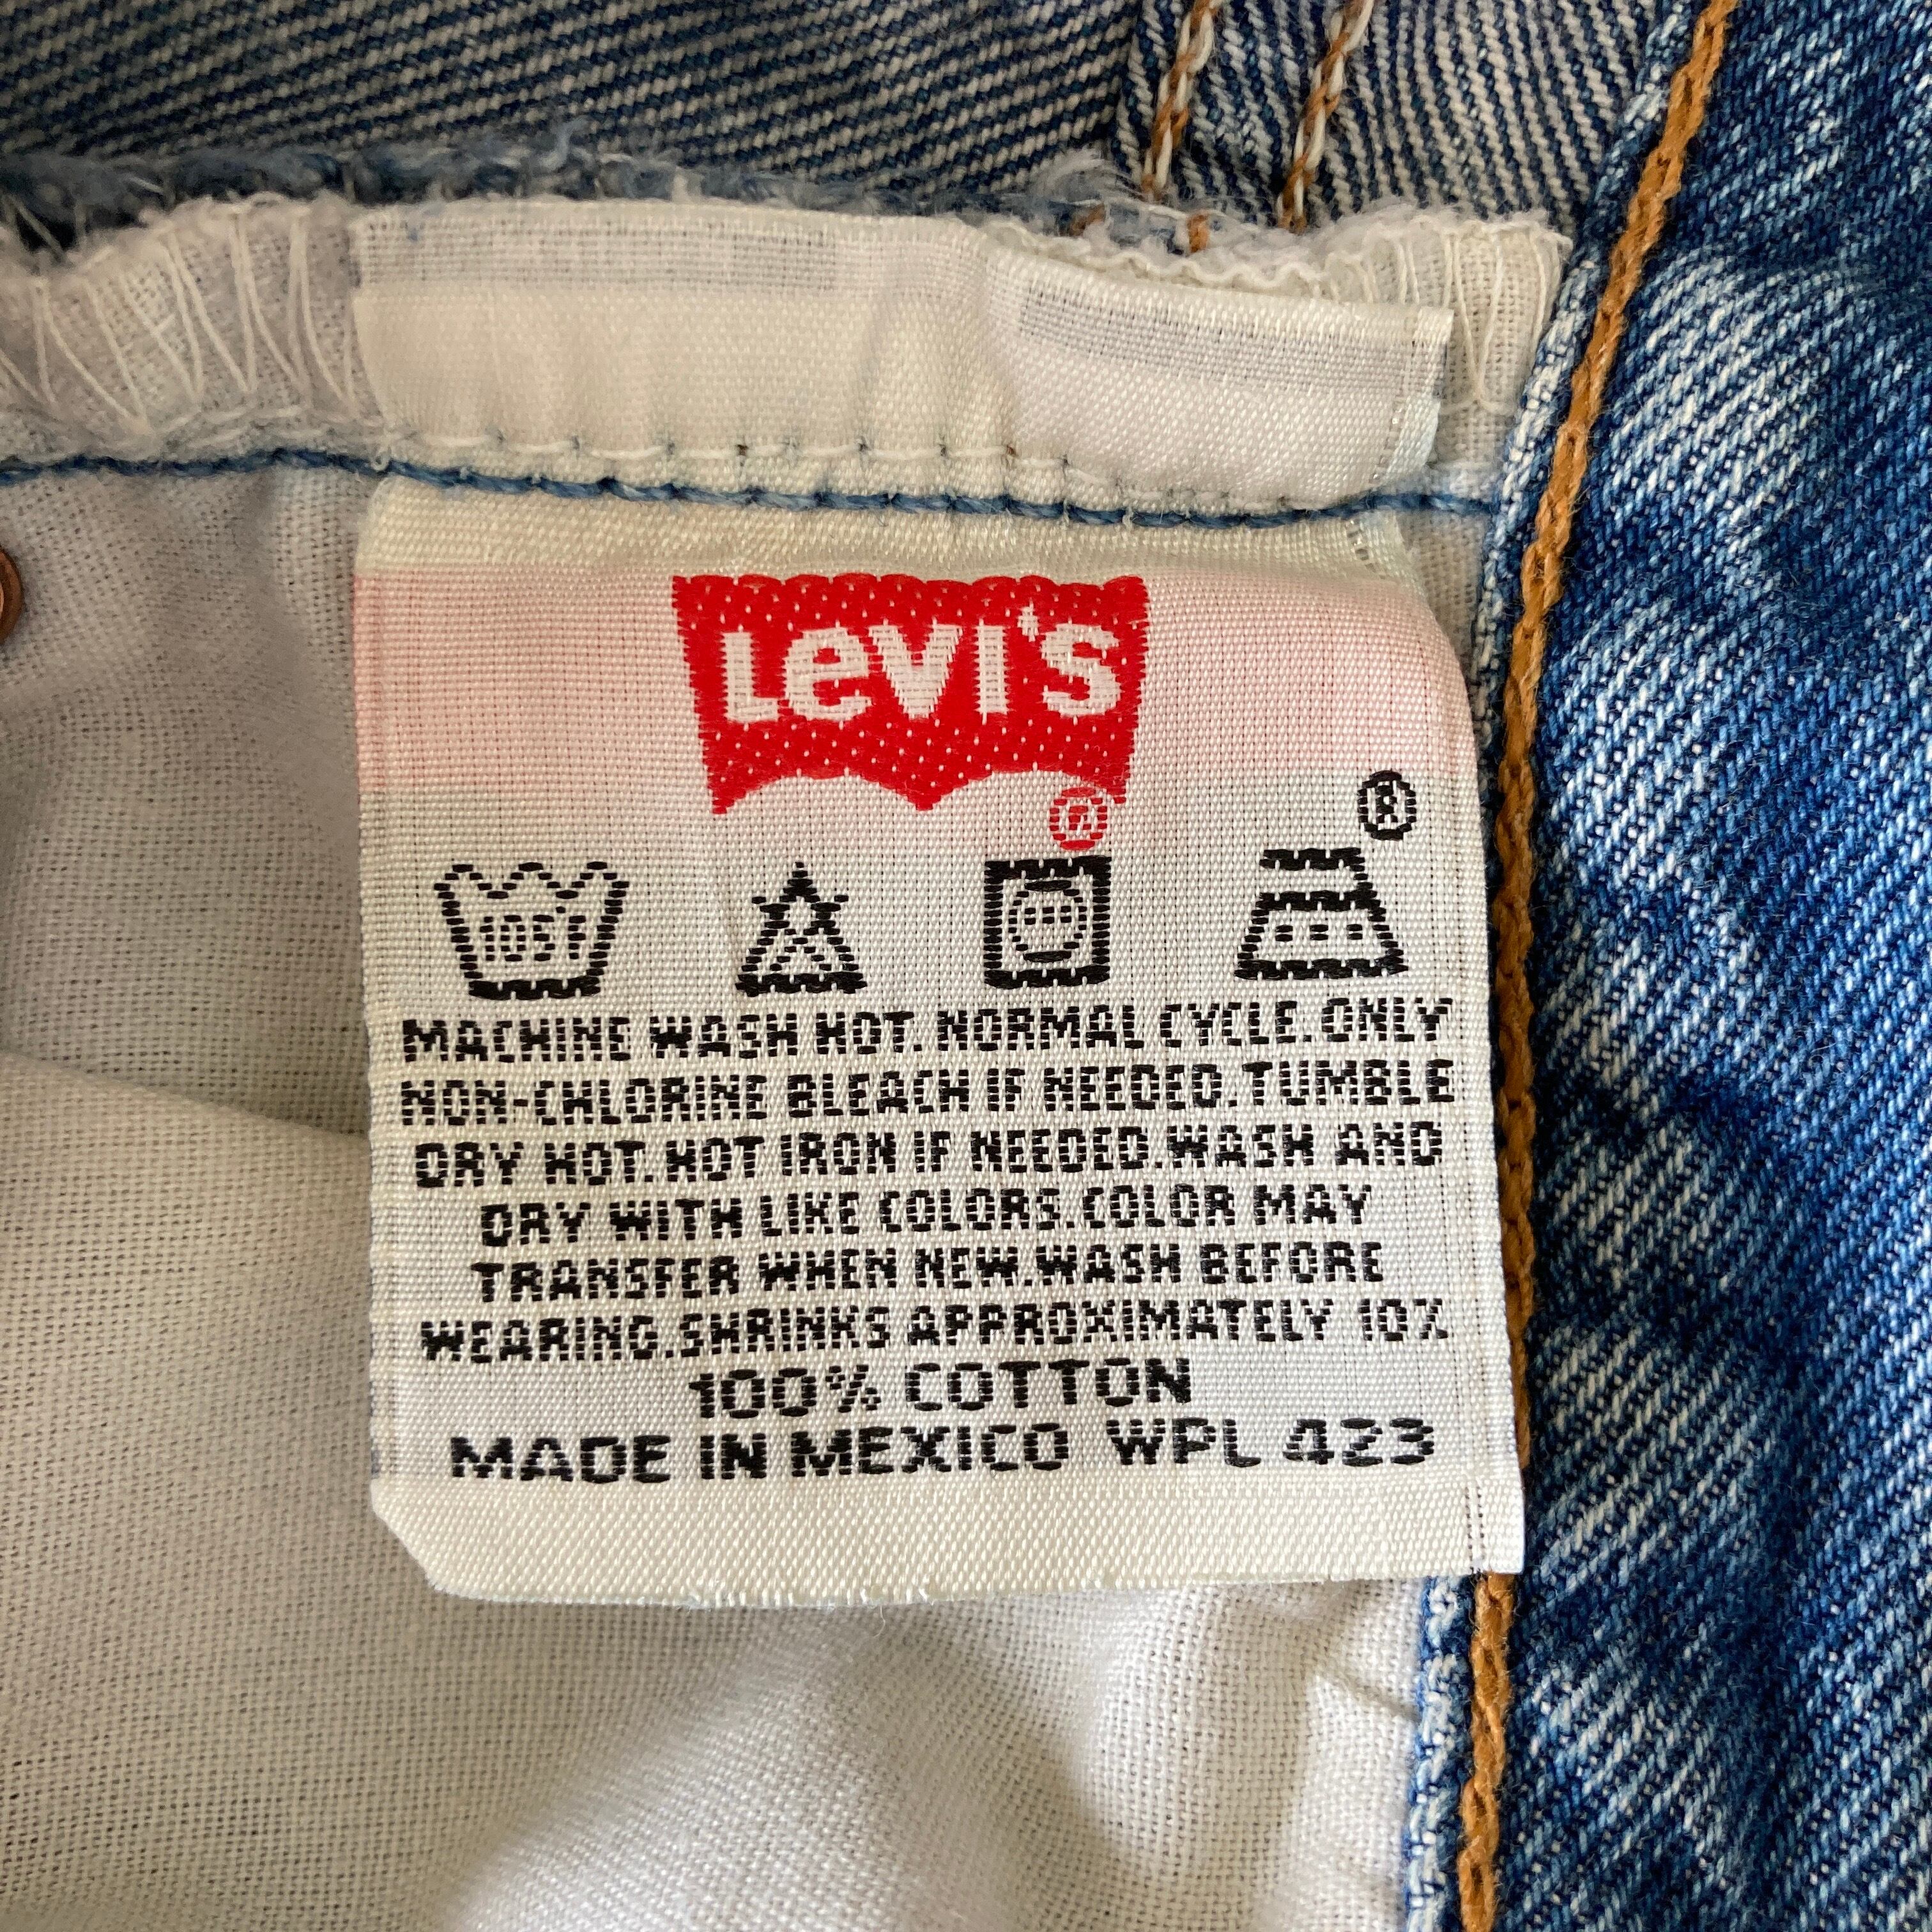 LEVI'S
®
®
105F
MACHINE WASH HOT. NORMAL CYCLE. ONLY
NON-CHLORINE BLEACH IF NEEDED. TUMBLE
DRY HOT. HOT IRON IF NEEDED. WASH AND
DRY WITH LIKE COLORS. COLOR MAY
TRANSFER WHEN NEW. WASH BEFORE
WEARING. SHRINKS APPROXIMATELY 10%
100% COTTON
MADE IN MEXICO WPL 423